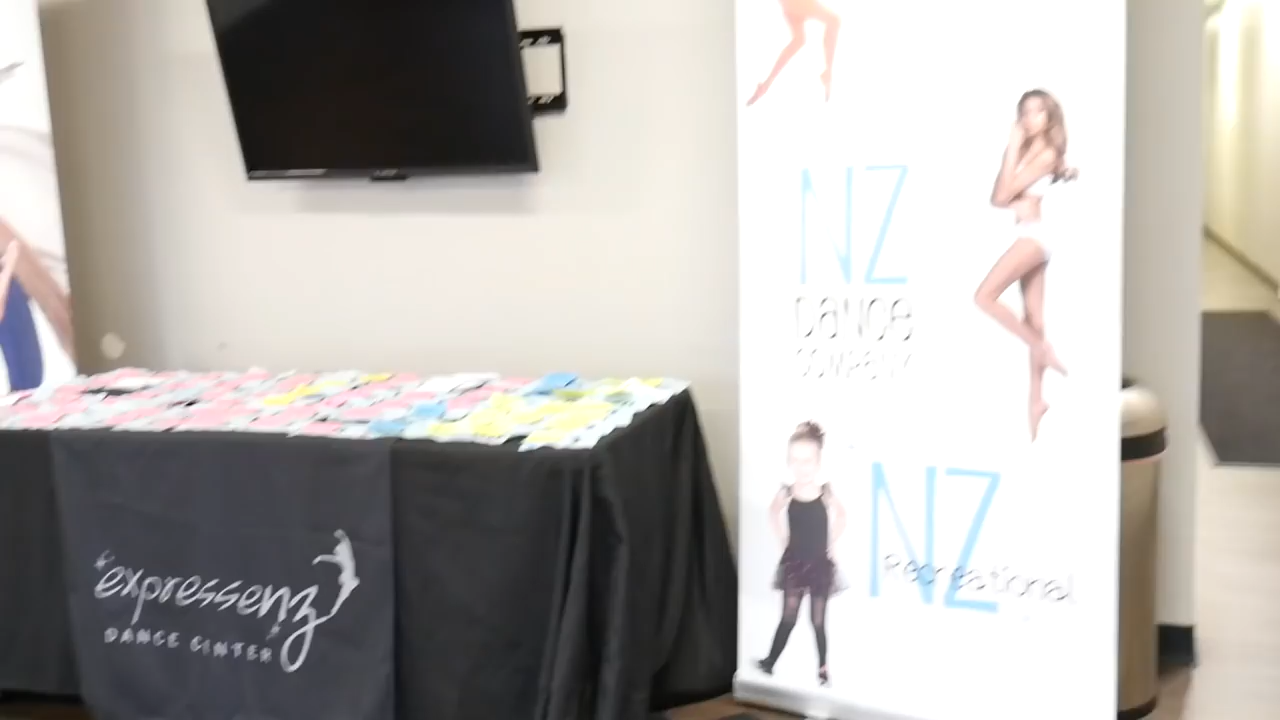 NZ
Dance
COMPANY
NZ
Recreational
expressenz
DANCE CENTER